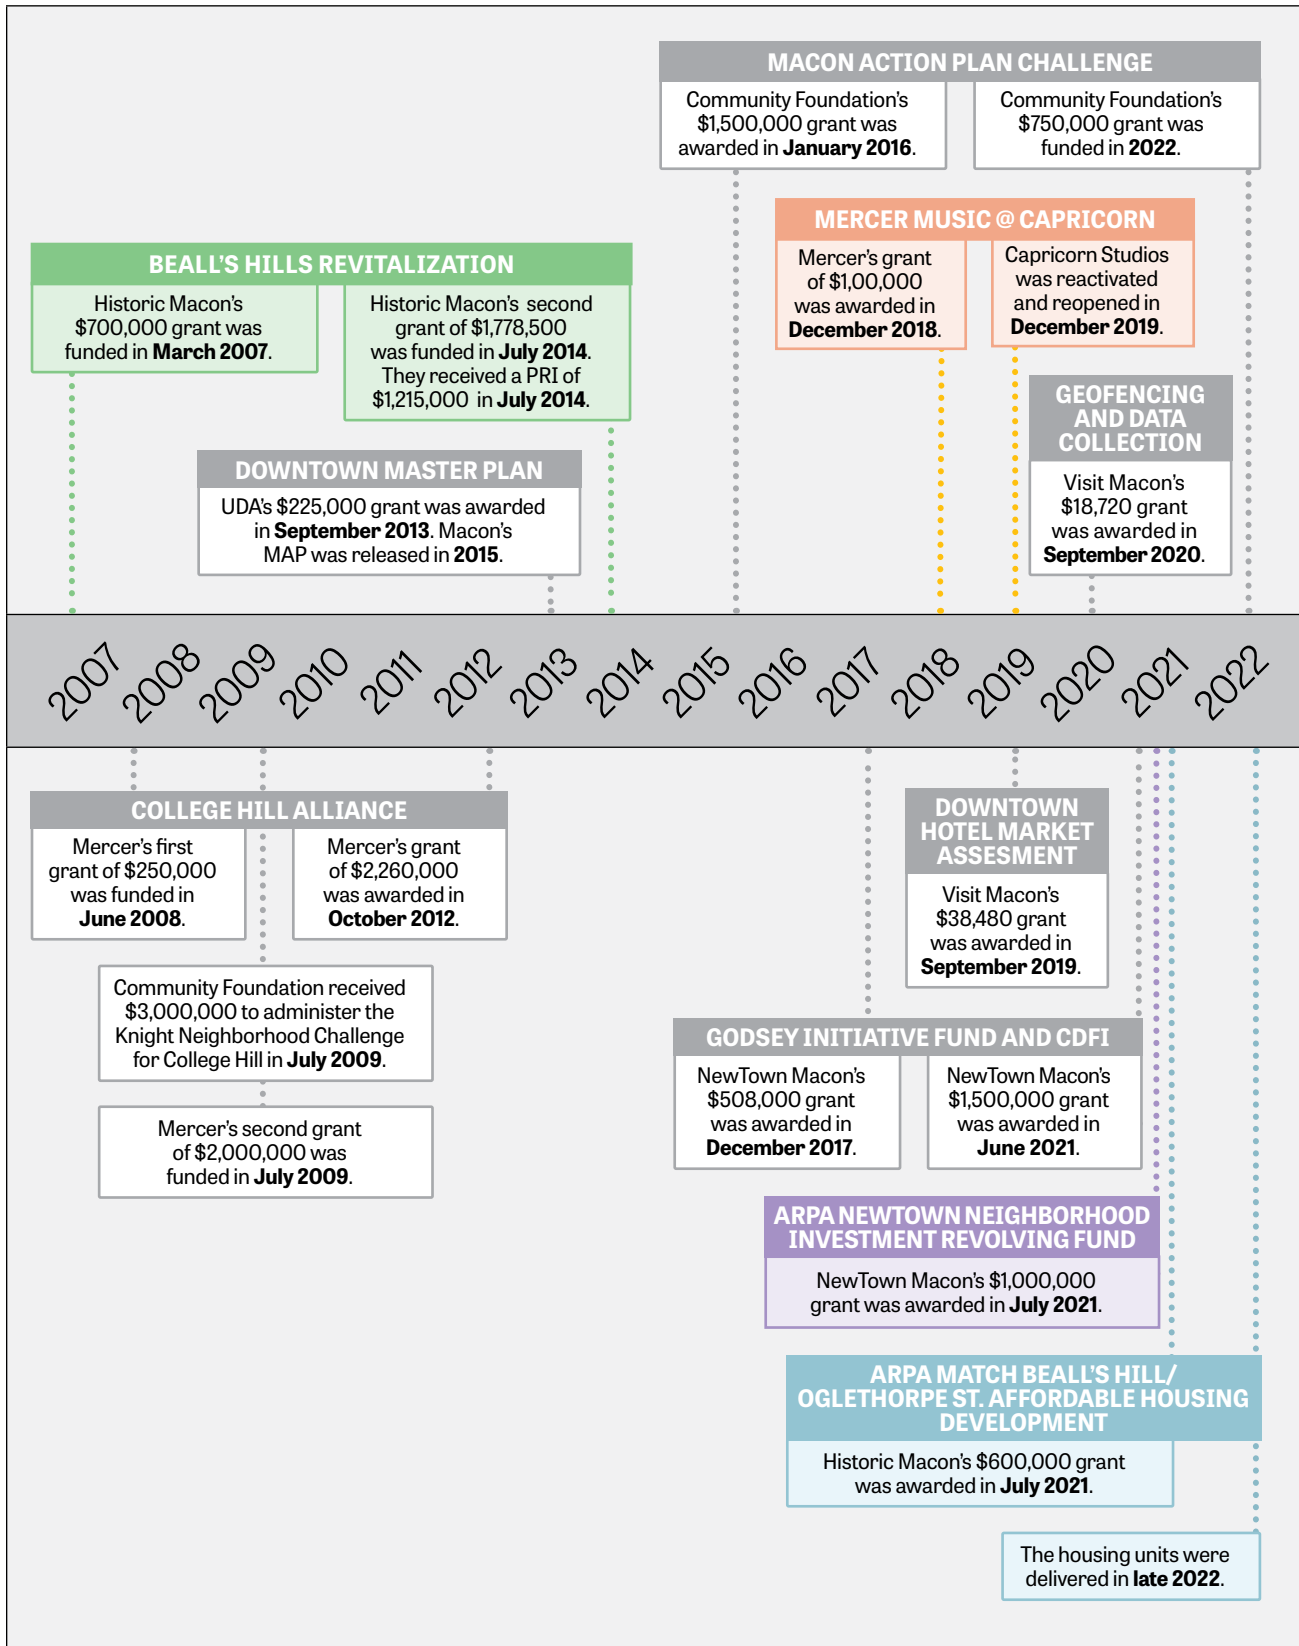 MACON ACTION PLAN CHALLENGE
Community Foundation's
$1,500,000 grant was
awarded in January 2016.
Community Foundation's
$750,000 grant was
funded in 2022.
MERCER MUSIC @ CAPRICORN
Mercer's grant
of $1,00,000
was awarded in
December 2018.
Capricorn Studios
was reactivated
and reopened in
December 2019.
BEALL'S HILLS REVITALIZATION
Historic Macon's
$700,000 grant was
funded in March 2007.
Historic Macon's second
grant of $1,778,500
was funded in July 2014.
They received a PRI of
$1,215,000 in July 2014.
GEOFENCING
AND DATA
COLLECTION
Visit Macon's
$18,720 grant
was awarded in
September 2020.
DOWNTOWN MASTER PLAN
UDA's $225,000 grant was awarded
in September 2013. Macon's
MAP was released in 2015.
2007
2008
2009
2010
2011
2012
2013
2014
2015
2016
2017
2018
2019
2020
2021
2022
COLLEGE HILL ALLIANCE
Mercer's first
grant of $250,000
was funded in
June 2008.
Mercer's grant
of $2,260,000
was awarded in
October 2012.
Community Foundation received
$3,000,000 to administer the
Knight Neighborhood Challenge
for College Hill in July 2009.
Mercer's second grant
of $2,000,000 was
funded in July 2009.
DOWNTOWN
HOTEL MARKET
ASSESMENT
Visit Macon's
$38,480 grant
was awarded in
September 2019.
GODSEY INITIATIVE FUND AND CDFI
NewTown Macon's
$508,000 grant
was awarded in
December 2017.
NewTown Macon's
$1,500,000 grant
was awarded in
June 2021.
ARPA NEWTOWN NEIGHBORHOOD
INVESTMENT REVOLVING FUND
NewTown Macon's $1,000,000
grant was awarded in July 2021.
ARPA MATCH BEALL'S HILL/
OGLETHORPE ST. AFFORDABLE HOUSING
DEVELOPMENT
Historic Macon's $600,000 grant
was awarded in July 2021.
The housing units were
delivered in late 2022.